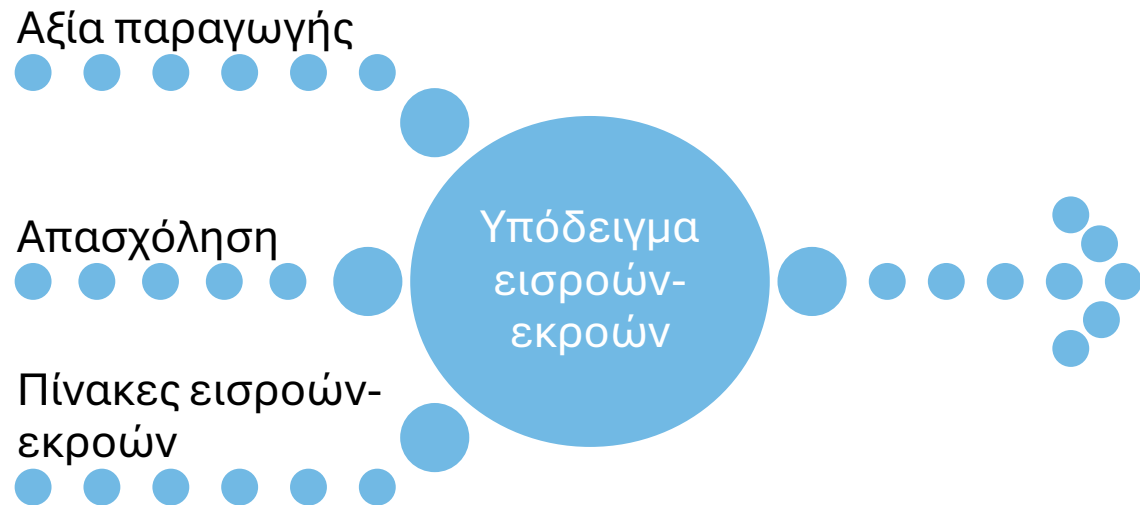 Αξία παραγωγής
Απασχόληση
Υπόδειγμα
εισροών-
εκροών
Πίνακες εισροών-
εκροών